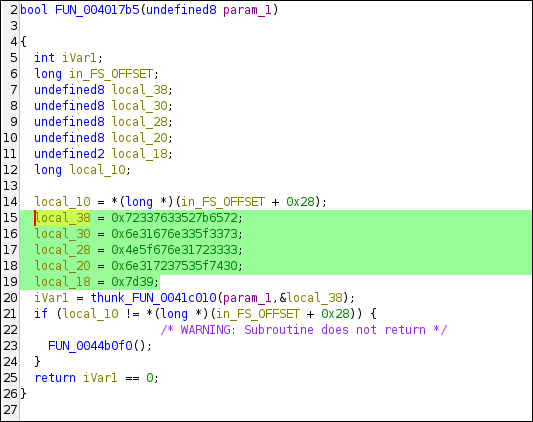 2 bool FUN_004017b5(undefined8 param_1)
3
4 {
5 int iVar1;
6 long in_FS_OFFSET;
7 undefined8 local_38;
8 undefined8 local_30;
9 undefined8 local_28;
10 undefined8 local_20;
11 undefined2 local_18;
12 long local_10;
13
14 local_10 = *(long *)(in_FS_OFFSET + 0x28);
15 local_38 = 0x72337633527b6572;
16 local_30 = 0x6e31676e335f3373;
17 local_28 = 0x4e5f676e31723333;
18 local_20 = 0x6e317237535f7430;
19 local_18 = 0x7d39;
20 iVar1 = thunk_FUN_0041c010(param_1,&local_38);
21 if (local_10 != *(long *)(in_FS_OFFSET + 0x28)) {
22 /* WARNING: Subroutine does not return */
23 FUN_0044b0f0();
24 }
25 return iVar1 == 0;
26 }
27